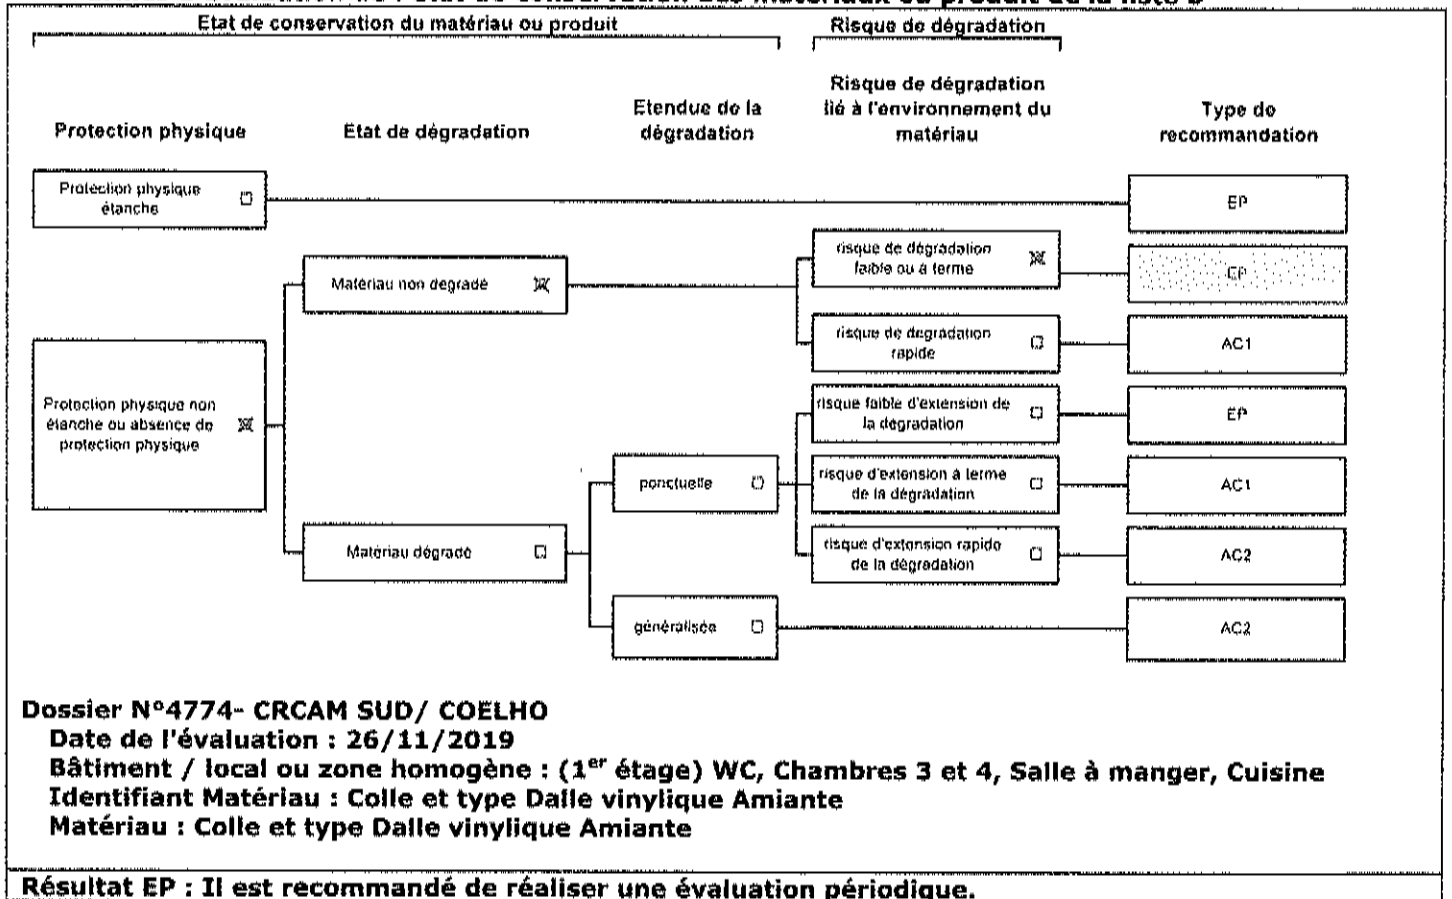 Etat de conservation du matériau ou produit
Risque de dégradation
Protection physique
Etat de dégradation
Etendue de la
dégradation
Risque de dégradation
lié à l'environnement du
matériau
Type de
recommandation
Protection physique
étanche
EP
Protection physique non
étanche ou absence de
protection physique
Matériau non dégradé
risque de dégradation
faible ou à terme
EP
risque de dégradation
rapide
AC1
Matériau dégradé
ponctuelle
risque faible d'extension de
la dégradation
EP
risque d'extension à terme
de la dégradation
AC1
risque d'extension rapide
de la dégradation
AC2
généralisée
AC2
Dossier N°4774- CRCAM SUD/ COELHO
Date de l'évaluation : 26/11/2019
Bâtiment / local ou zone homogène : (1er étage) WC, Chambres 3 et 4, Salle à manger, Cuisine
Identifiant Matériau : Colle et type Dalle vinylique Amiante
Matériau : Colle et type Dalle vinylique Amiante
Résultat EP : Il est recommandé de réaliser une évaluation périodique.